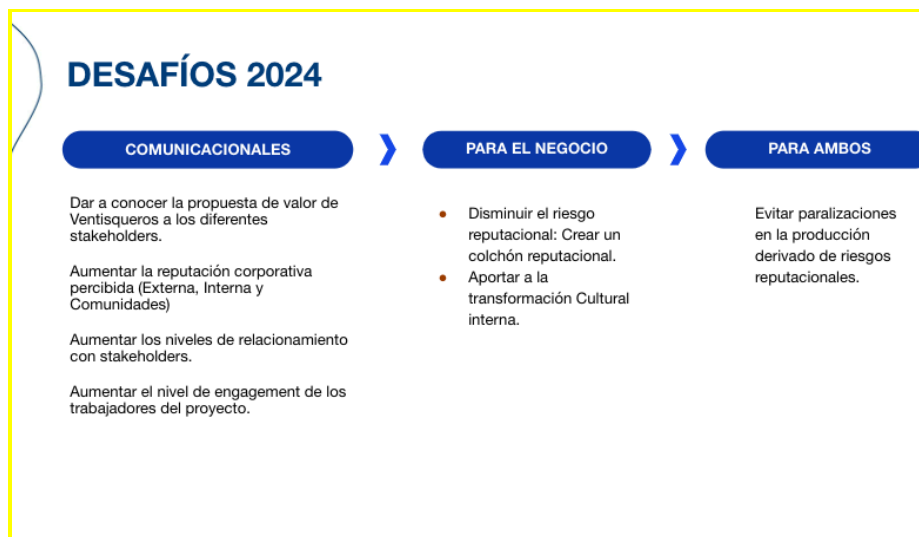 DESAFÍOS 2024
COMUNICACIONALES
Dar a conocer la propuesta de valor de
Ventisqueros a los diferentes
stakeholders.
Aumentar la reputación corporativa
percibida (Externa, Interna y
Comunidades)
Aumentar los niveles de relacionamiento
con stakeholders.
Aumentar el nivel de engagement de los
trabajadores del proyecto.
PARA EL NEGOCIO
● Disminuir el riesgo
reputacional: Crear un
colchón reputacional.
● Aportar a la
transformación Cultural
interna.
PARA AMBOS
Evitar paralizaciones
en la producción
derivado de riesgos
reputacionales.